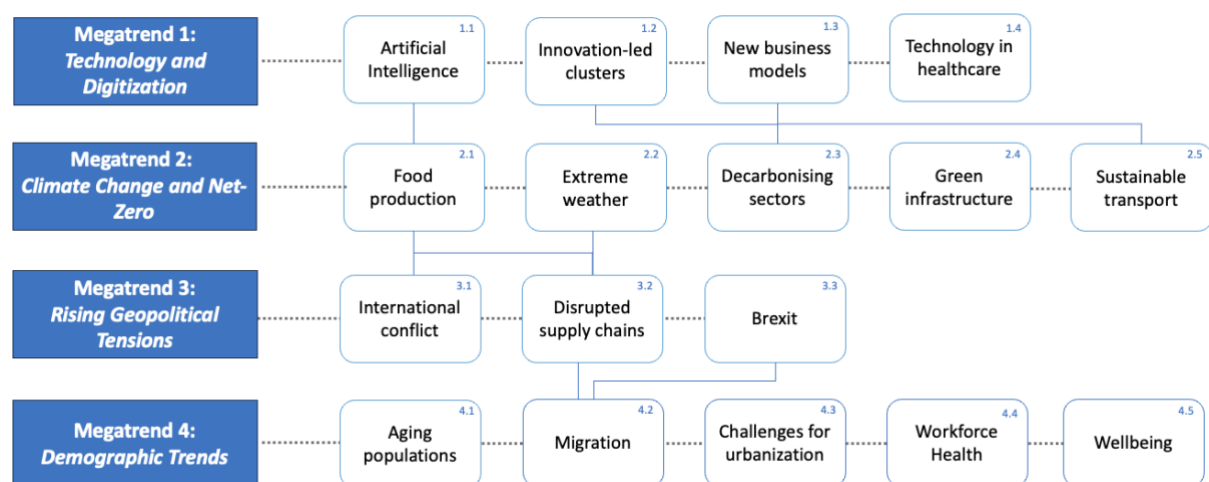 Megatrend 1:
Technology and
Digitization
1.1
Artificial
Intelligence
1.2
Innovation-led
clusters
1.3
New business
models
1.4
Technology in
healthcare
Megatrend 2:
Climate Change and Net-
Zero
2.1
Food
production
2.2
Extreme
weather
2.3
Decarbonising
sectors
2.4
Green
infrastructure
2.5
Sustainable
transport
Megatrend 3:
Rising Geopolitical
Tensions
3.1
International
conflict
3.2
Disrupted
supply chains
3.3
Brexit
Megatrend 4:
Demographic Trends
4.1
Aging
populations
4.2
Migration
4.3
Challenges for
urbanization
4.4
Workforce
Health
4.5
Wellbeing